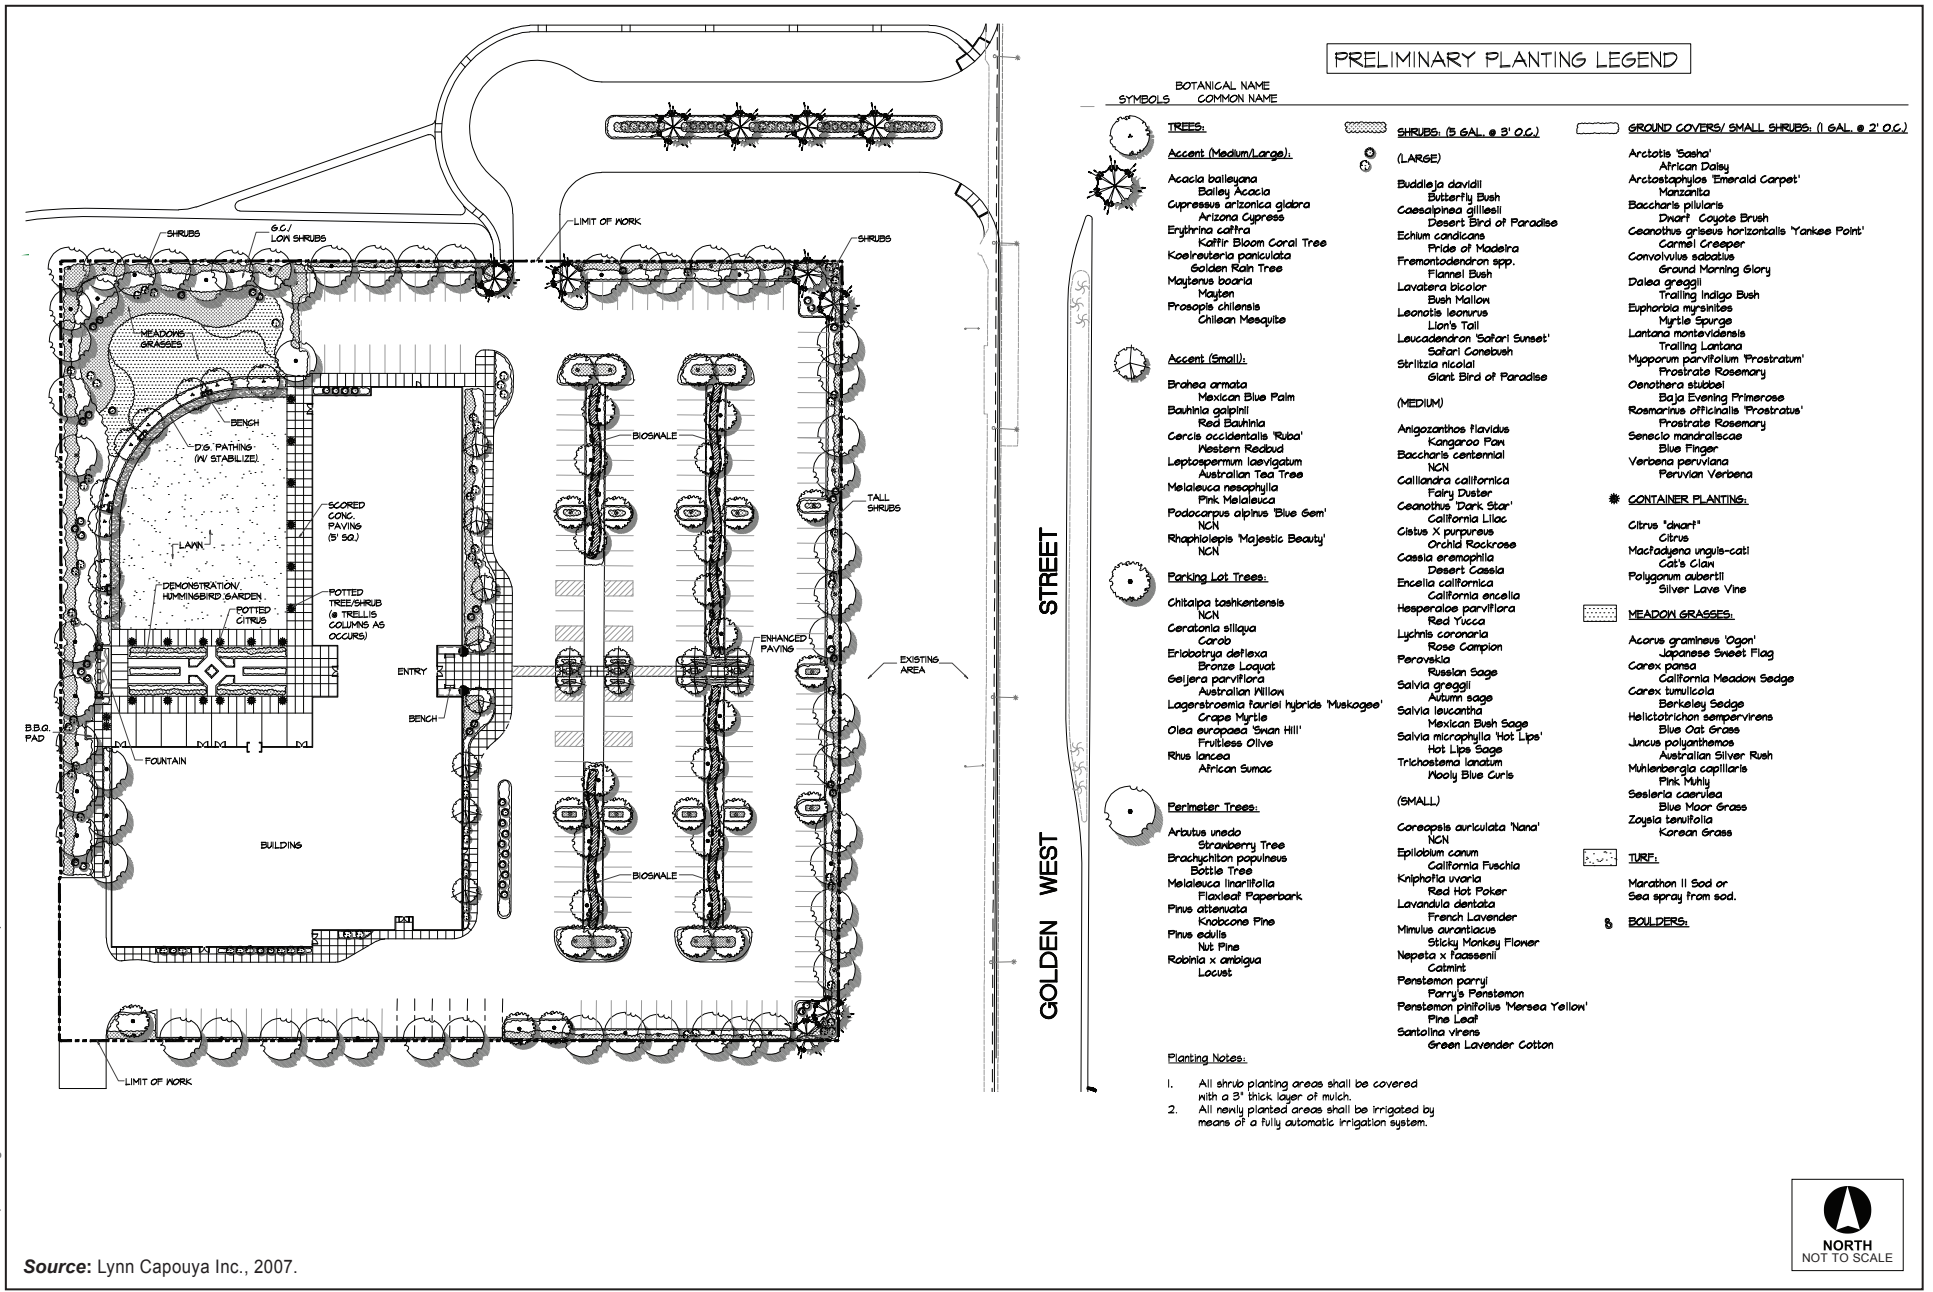 PRELIMINARY PLANTING LEGEND
BOTANICAL NAME
SYMBOLS COMMON NAME
TREES:
Accent (Medium/Large):
Acacia baileyana
Bailey Acacia
Cupressus arizonica glabra
Arizona Cypress
Erythrina caffra
Kaffir Bloom Coral Tree
Koelreuteria paniculata
Golden Rain Tree
Maytenus boaria
Mayten
Prosopis chilensis
Chilean Mesquite
Accent (Small):
Brahea armata
Mexican Blue Palm
Bauhinia galpinii
Red Bauhinia
Cercis occidentalis 'Ruba'
Western Redbud
Leptospermum laevigatum
Australian Tea Tree
Melaleuca nesophylla
Pink Melaleuca
Podocarpus alpinus 'Blue Gem'
NCN
Rhaphiolepis 'Majestic Beauty'
NCN
Parking Lot Trees:
Chitalpa tashkentensis
NCN
Ceratonia siliqua
Carob
Eriobotrya deflexa
Bronze Loquat
Geijera parviflora
Australian Willow
Lagerstroemia fauriei hybrids 'Muskogee'
Crape Myrtle
Olea europaea 'Swan Hill'
Fruitless Olive
Rhus lancea
African Sumac
Perimeter Trees:
Arbutus unedo
Strawberry Tree
Brachychiton populneus
Bottle Tree
Melaleuca linariifolia
Flaxleaf Paperbark
Pinus attenuata
Knobcone Pine
Pinus edulis
Nut Pine
Robinia x ambigua
Locust
SHRUBS: (5 GAL. @ 3' O.C.)
(LARGE)
Buddleja davidii
Butterfly Bush
Caesalpinea gilliesii
Desert Bird of Paradise
Echium candicans
Pride of Madeira
Fremontodendron spp.
Flannel Bush
Lavatera bicolor
Bush Mallow
Leonotis leonurus
Lion's Tail
Leucadendron 'Safari Sunset'
Safari Conebush
Strlitzia nicolai
Giant Bird of Paradise
(MEDIUM)
Anigozanthos flavidus
Kangaroo Paw
Baccharis centennial
NCN
Calliandra californica
Fairy Duster
Ceanothus 'Dark Star'
California Lilac
Cistus X purpureus
Orchid Rockrose
Cassia eremophila
Desert Cassia
Encelia californica
California encelia
Hesperaloe parviflora
Red Yucca
Lychnis coronaria
Rose Campion
Perovskia
Russian Sage
Salvia greggii
Autumn sage
Salvia leucantha
Mexican Bush Sage
Salvia microphylla 'Hot Lips'
Hot Lips Sage
Trichostema lanatum
Wooly Blue Curls
(SMALL)
Coreopsis auriculata 'Nana'
NCN
Epilobium canum
California Fuschia
Kniphofia uvaria
Red Hot Poker
Lavandula dentata
French Lavender
Mimulus aurantiacus
Sticky Monkey Flower
Nepeta x faassenii
Catmint
Penstemon parryi
Parry's Penstemon
Penstemon pinifolius 'Mersea Yellow'
Pine Leaf
Santolina virens
Green Lavender Cotton
GROUND COVERS/ SMALL SHRUBS: (1 GAL. @ 2' O.C.)
Arctotis 'Sasha'
African Daisy
Arctostaphylos 'Emerald Carpet'
Manzanita
Baccharis pilularis
Dwarf Coyote Brush
Ceanothus griseus horizontalis 'Yankee Point'
Carmel Creeper
Convolvulus sabatius
Ground Morning Glory
Dalea greggii
Trailing Indigo Bush
Euphorbia myrsinites
Myrtle Spurge
Lantana montevidensis
Trailing Lantana
Myoporum parvifolium 'Prostratum'
Prostrate Rosemary
Oenothera stubbei
Baja Evening Primerose
Rosmarinus officinalis 'Prostratus'
Prostrate Rosemary
Senecio mandraliscae
Blue Finger
Verbena peruviana
Peruvian Verbena
CONTAINER PLANTING:
Citrus "dwarf"
Citrus
Macfadyena unguis-cati
Cat's Claw
Polygonum aubertii
Silver Lave Vine
MEADOW GRASSES:
Acorus gramineus 'Ogon'
Japanese Sweet Flag
Carex pansa
California Meadow Sedge
Carex tumulicola
Berkeley Sedge
Helictotrichon sempervirens
Blue Oat Grass
Juncus polyanthemos
Australian Silver Rush
Muhlenbergia capillaris
Pink Muhly
Sesleria caerulea
Blue Moor Grass
Zoysia tenuifolia
Korean Grass
TURF:
Marathon II Sod or
Sea spray from sod.
BOULDERS:
Planting Notes:
1. All shrub planting areas shall be covered
with a 3" thick layer of mulch.
2. All newly planted areas shall be irrigated by
means of a fully automatic irrigation system.
LIMIT OF WORK
SHRUBS
G.C./
LOW SHRUBS
SHRUBS
MEADOWS
GRASSES
BENCH
D.G. PATHING
(W/ STABILIZE).
BIOSWALE
SCORED
CONC.
PAVING
(5' SQ.)
TALL
SHRUBS
LAWN
DEMONSTRATION/
HUMMINGBIRD GARDEN
POTTED
CITRUS
POTTED
TREE/SHRUB
(@ TRELLIS
COLUMNS AS
OCCURS)
ENHANCED
PAVING
ENTRY
EXISTING
AREA
BENCH
B.B.Q.
PAD
FOUNTAIN
BUILDING
BIOSWALE
LIMIT OF WORK
GOLDEN WEST STREET
NORTH
NOT TO SCALE
Source: Lynn Capouya Inc., 2007.